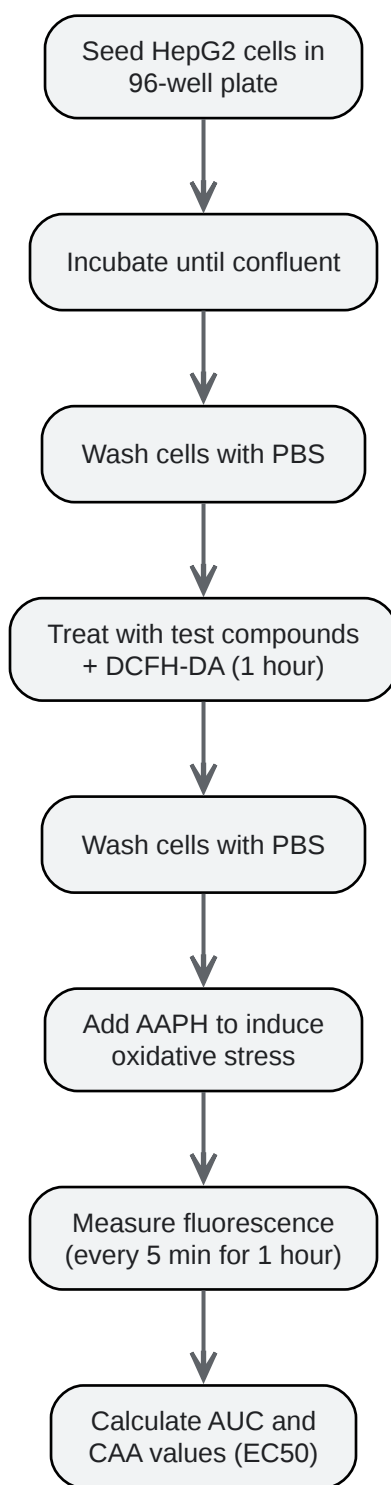 Seed HepG2 cells in
96-well plate
Incubate until confluent
Wash cells with PBS
Treat with test compounds
+ DCFH-DA (1 hour)
Wash cells with PBS
Add AAPH to induce
oxidative stress
Measure fluorescence
(every 5 min for 1 hour)
Calculate AUC and
CAA values (EC50)